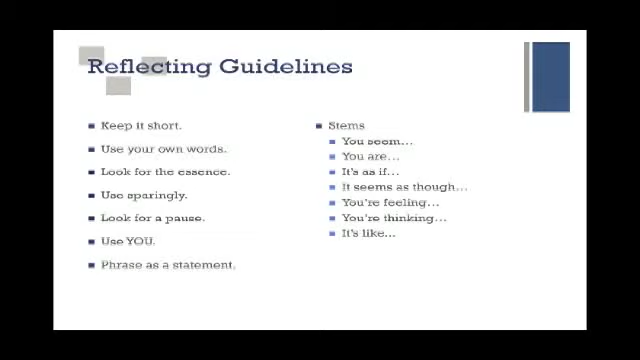 Reflecting Guidelines
Keep it short.
Use your own words.
Look for the essence.
Use sparingly.
Look for a pause.
Use YOU.
Phrase as a statement.
Stems
You seem...
You are...
It's as if...
It seems as though...
You're feeling...
You're thinking...
It's like...